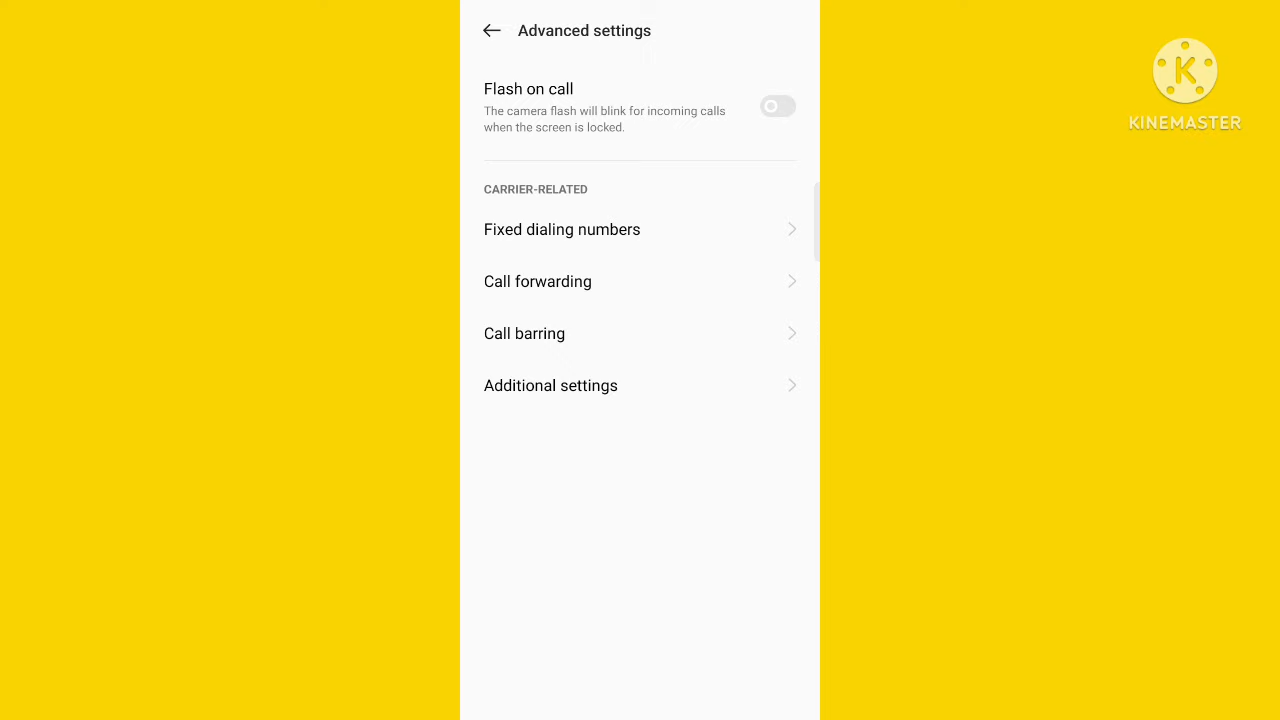 Advanced settings
Flash on call
The camera flash will blink for incoming calls
when the screen is locked.
CARRIER-RELATED
Fixed dialing numbers
Call forwarding
Call barring
Additional settings
K
KINEMASTER